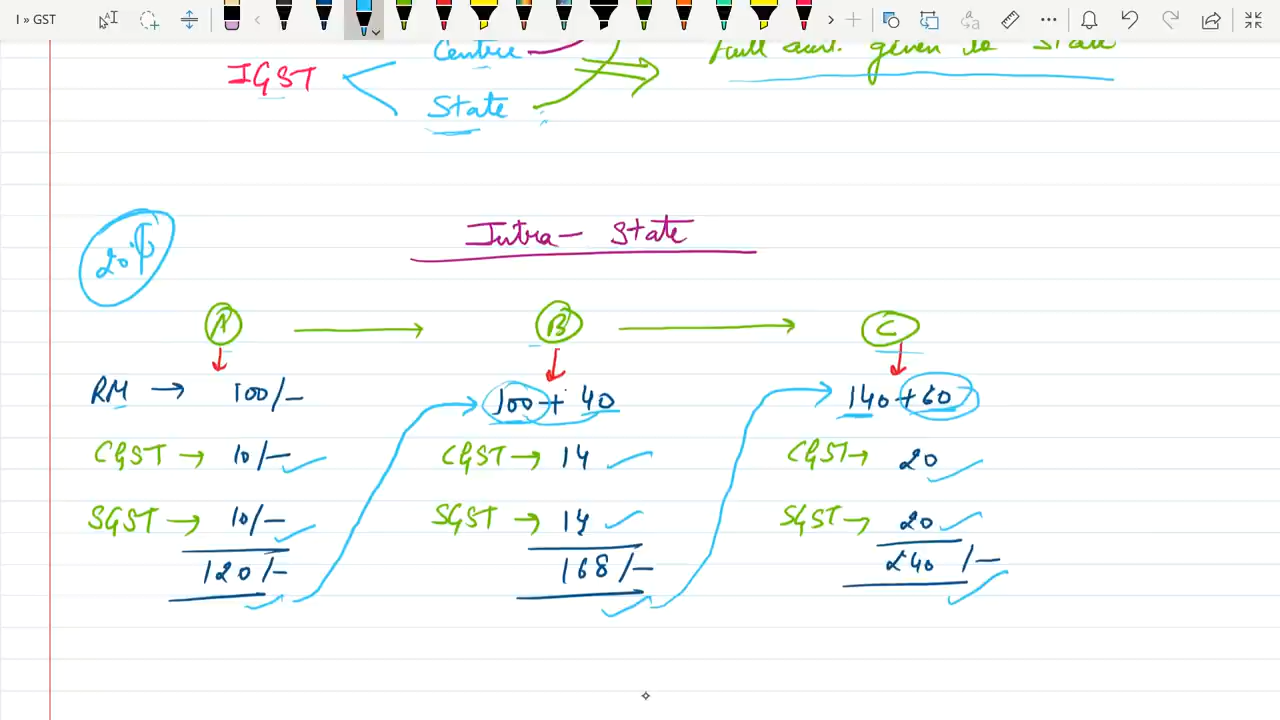 I » GST
Centre
Full aut. given to State
IGST
State
20%
Intra - State
A B C
RM → 100/- 100 + 40 140 + 60
CGST → 10/- CGST → 14 CGST → 20
SGST → 10/- SGST → 14 SGST → 20
120/- 168/- 240/-